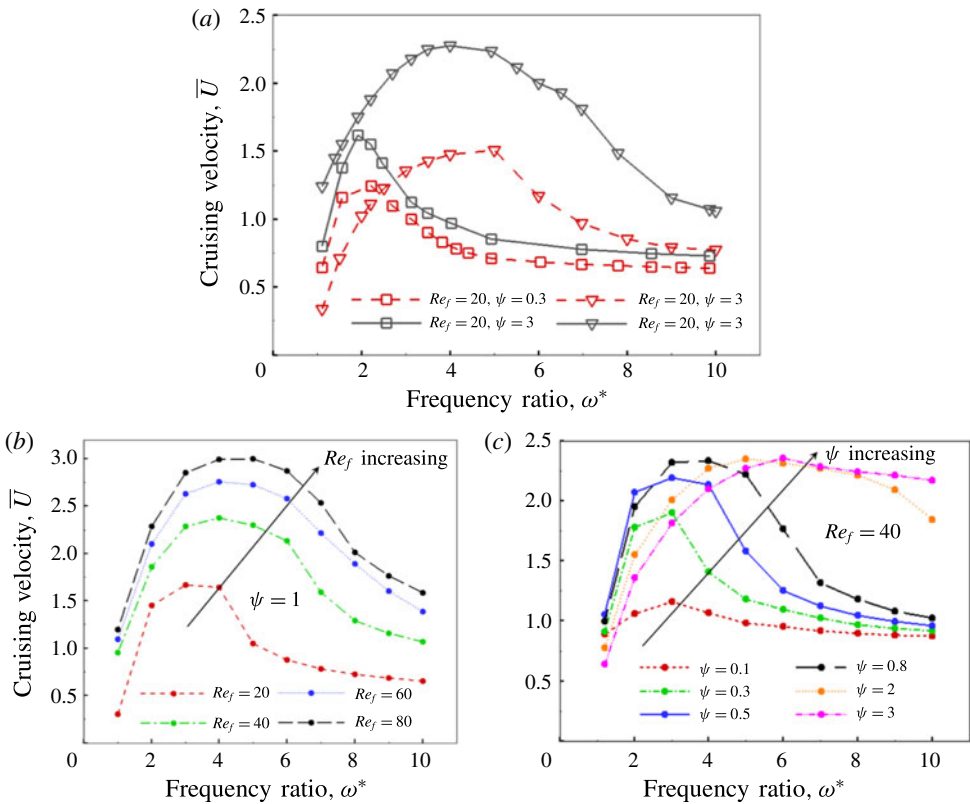 (a)
2.5
2.0
1.5
1.0
0.5
0
2
4
6
8
10
Cruising velocity, U̅
Frequency ratio, ω*
Re_f = 20, ψ = 0.3
Re_f = 20, ψ = 3
Re_f = 20, ψ = 3
Re_f = 20, ψ = 3
(b)
3.0
2.5
2.0
1.5
1.0
0.5
0
2
4
6
8
10
Cruising velocity, U̅
Frequency ratio, ω*
Re_f increasing
ψ = 1
Re_f = 20
Re_f = 60
Re_f = 40
Re_f = 80
(c)
2.5
2.0
1.5
1.0
0.5
0
2
4
6
8
10
Frequency ratio, ω*
ψ increasing
Re_f = 40
ψ = 0.1
ψ = 0.8
ψ = 0.3
ψ = 2
ψ = 0.5
ψ = 3